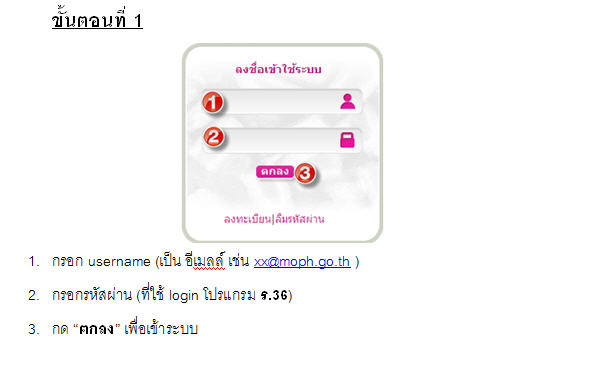 ขั้นตอนที่ 1
ลงชื่อเข้าใช้ระบบ
1
2
ตกลง 3
ลงทะเบียน|ลืมรหัสผ่าน
1. กรอก username (เป็น อีเมลล์ เช่น xx@moph.go.th )
2. กรอกรหัสผ่าน (ที่ใช้ login โปรแกรม ร.36)
3. กด “ตกลง” เพื่อเข้าระบบ